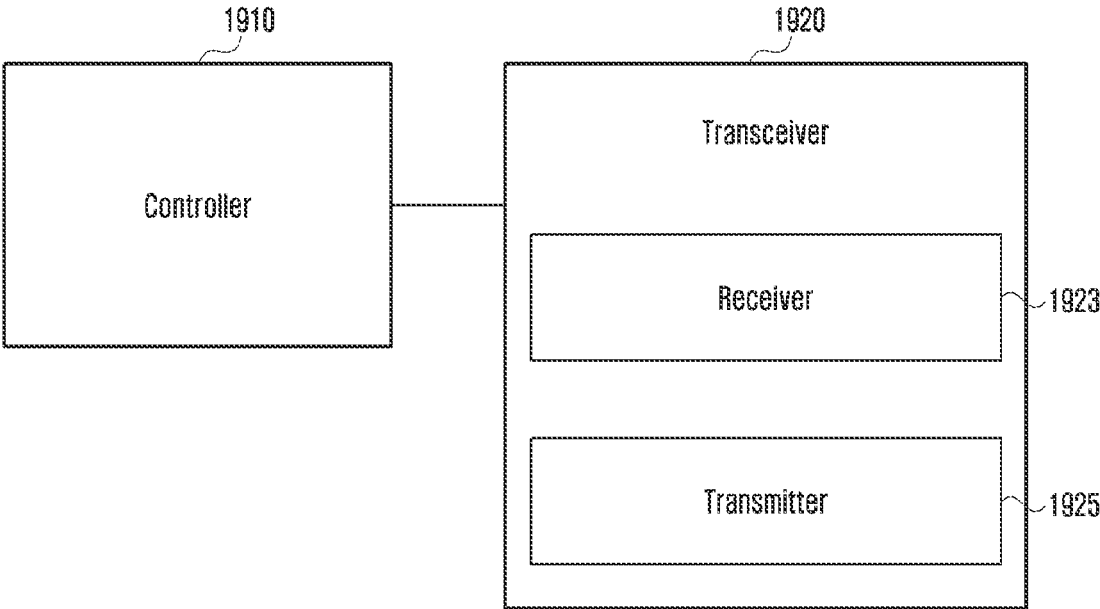 1910
1920
Transceiver
Controller
Receiver
1923
Transmitter
1925